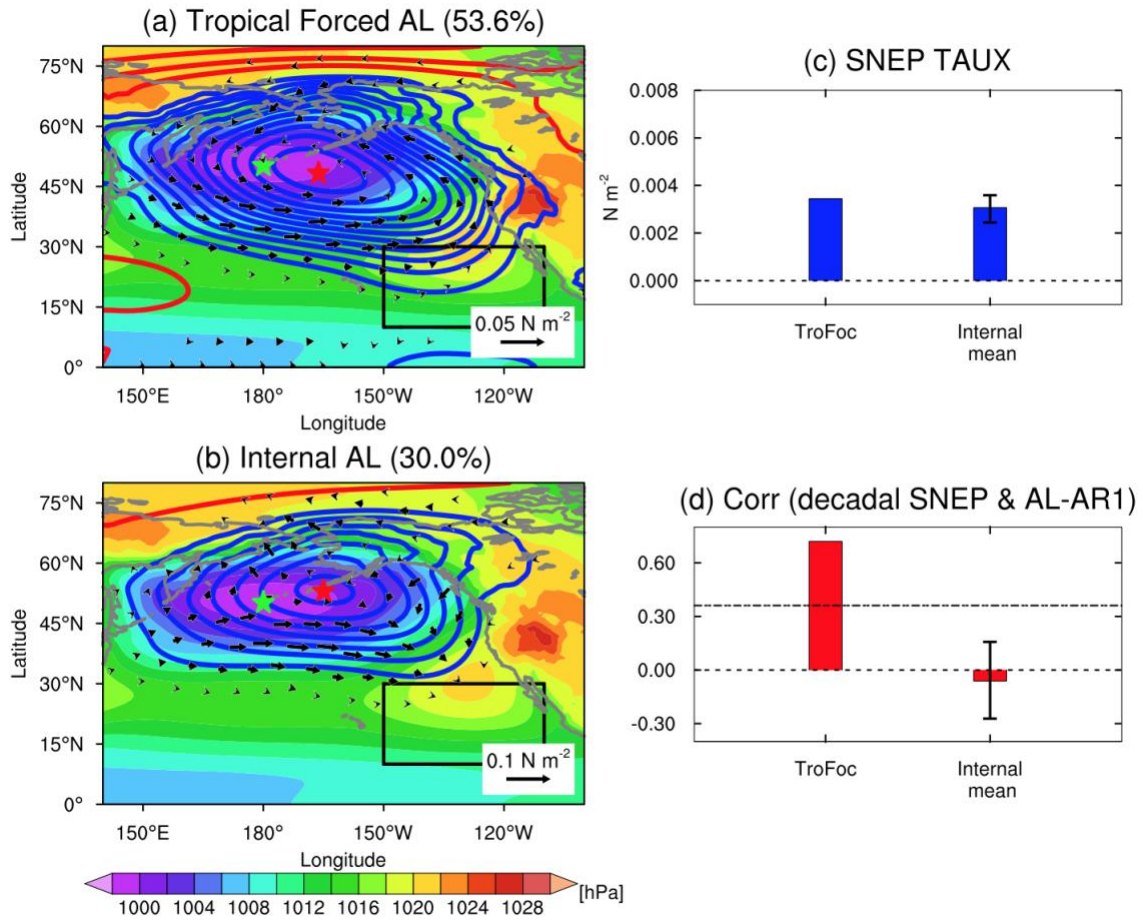 (a) Tropical Forced AL (53.6%)
75°N
60°N
45°N
30°N
15°N
0°
Latitude
0.05 N m-2
150°E 180° 150°W 120°W
Longitude
(b) Internal AL (30.0%)
75°N
60°N
45°N
30°N
15°N
0°
Latitude
0.1 N m-2
150°E 180° 150°W 120°W
Longitude
1000 1004 1008 1012 1016 1020 1024 1028
[hPa]
(c) SNEP TAUX
0.008
0.006
0.004
0.002
0.000
N m-2
TroFoc Internal
mean
(d) Corr (decadal SNEP & AL-AR1)
0.60
0.30
0.00
-0.30
TroFoc Internal
mean